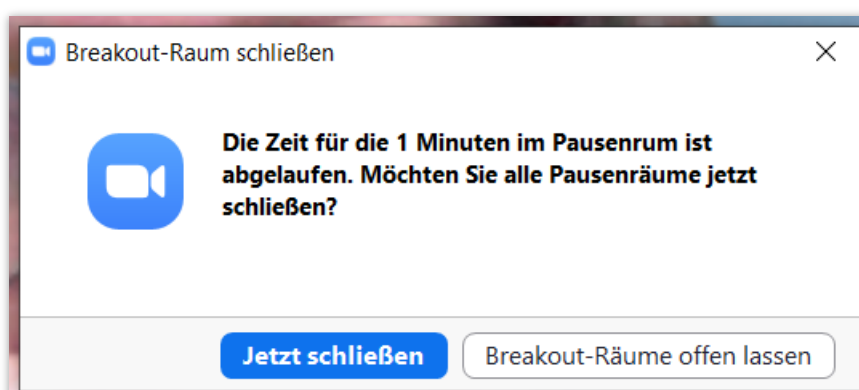 Breakout-Raum schließen
Die Zeit für die 1 Minuten im Pausenrum ist
abgelaufen. Möchten Sie alle Pausenräume jetzt
schließen?
Jetzt schließen
Breakout-Räume offen lassen